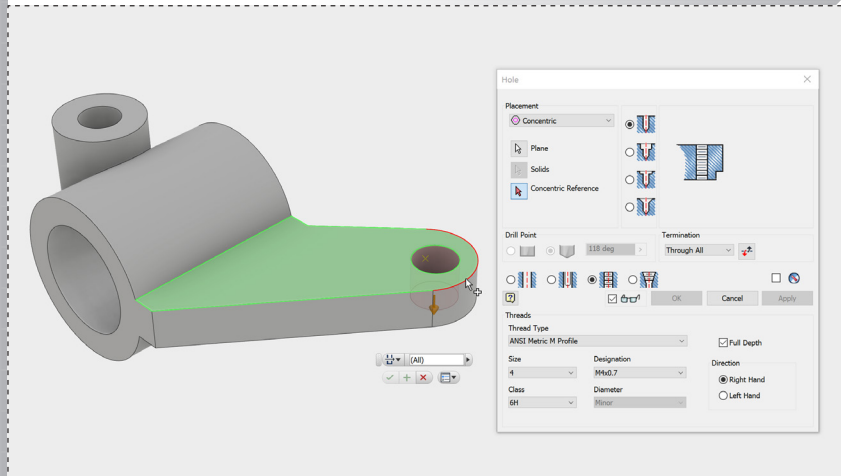 Hole
Placement
Concentric
Plane
Solids
Concentric Reference
Drill Point
118 deg
Termination
Through All
OK
Cancel
Apply
Threads
Thread Type
ANSI Metric M Profile
Full Depth
Size
Designation
4
M4x0.7
Direction
Right Hand
Left Hand
Class
Diameter
6H
Minor
(All)